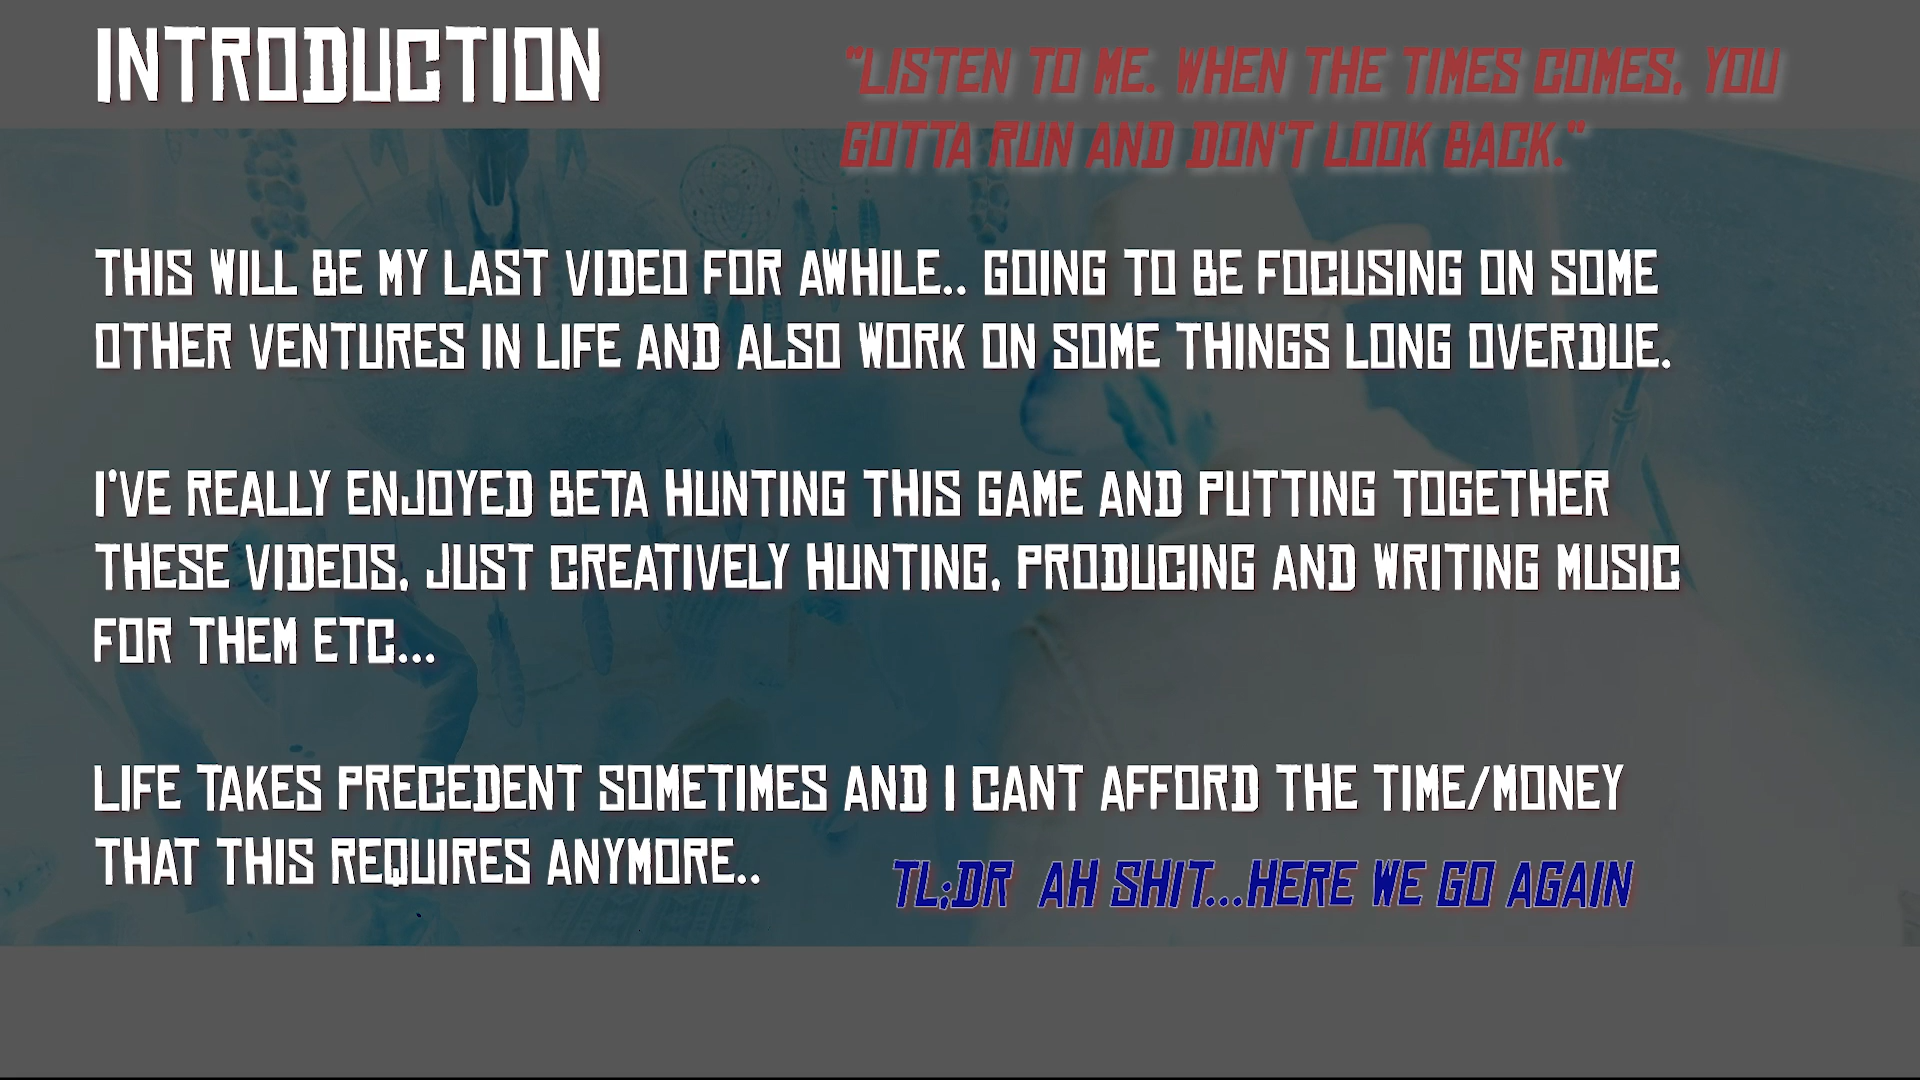 INTRODUCTION
"LISTEN TO ME. WHEN THE TIMES COMES, YOU
GOTTA RUN AND DON'T LOOK BACK."
THIS WILL BE MY LAST VIDEO FOR AWHILE.. GOING TO BE FOCUSING ON SOME
OTHER VENTURES IN LIFE AND ALSO WORK ON SOME THINGS LONG OVERDUE.
I'VE REALLY ENJOYED BETA HUNTING THIS GAME AND PUTTING TOGETHER
THESE VIDEOS, JUST CREATIVELY HUNTING, PRODUCING AND WRITING MUSIC
FOR THEM ETC...
LIFE TAKES PRECEDENT SOMETIMES AND I CANT AFFORD THE TIME/MONEY
THAT THIS REQUIRES ANYMORE..
TL;DR AH SHIT...HERE WE GO AGAIN